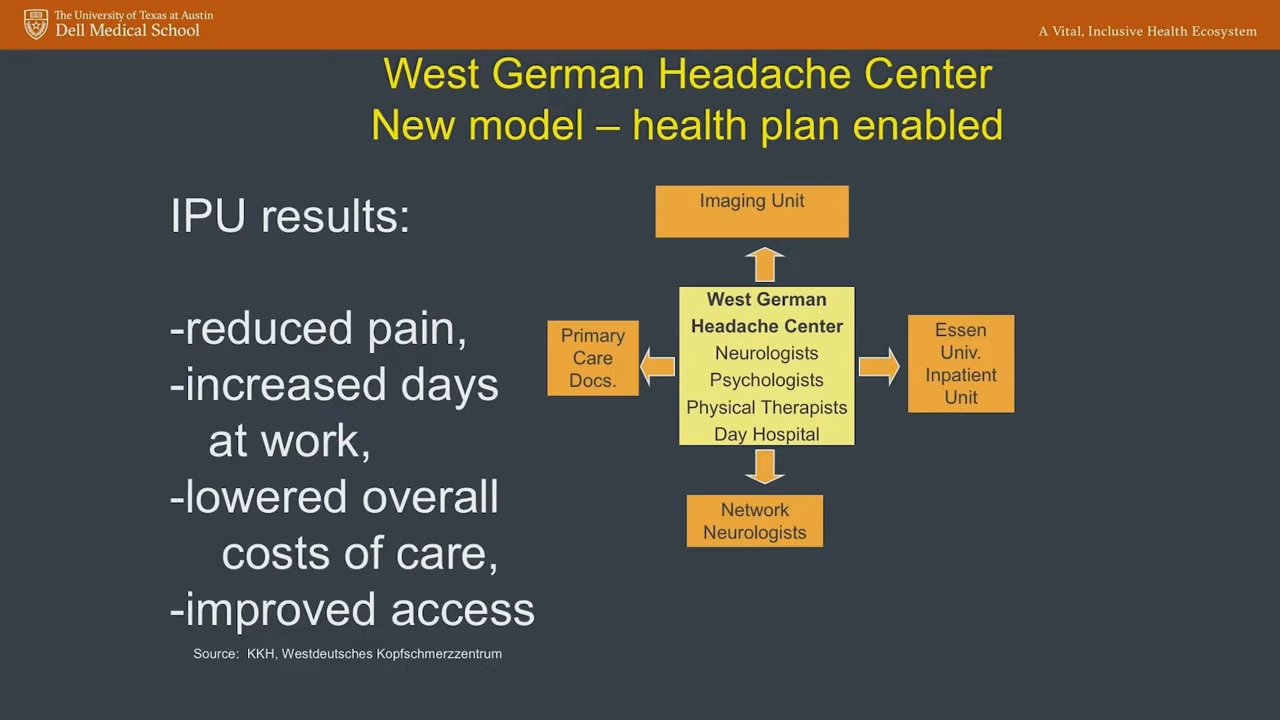 The University of Texas at Austin
Dell Medical School
A Vital, Inclusive Health Ecosystem
West German Headache Center
New model – health plan enabled
IPU results:
-reduced pain,
-increased days
at work,
-lowered overall
costs of care,
-improved access
Source: KKH, Westdeutsches Kopfschmerzzentrum
Imaging Unit
Primary
Care
Docs.
West German
Headache Center
Neurologists
Psychologists
Physical Therapists
Day Hospital
Essen
Univ.
Inpatient
Unit
Network
Neurologists